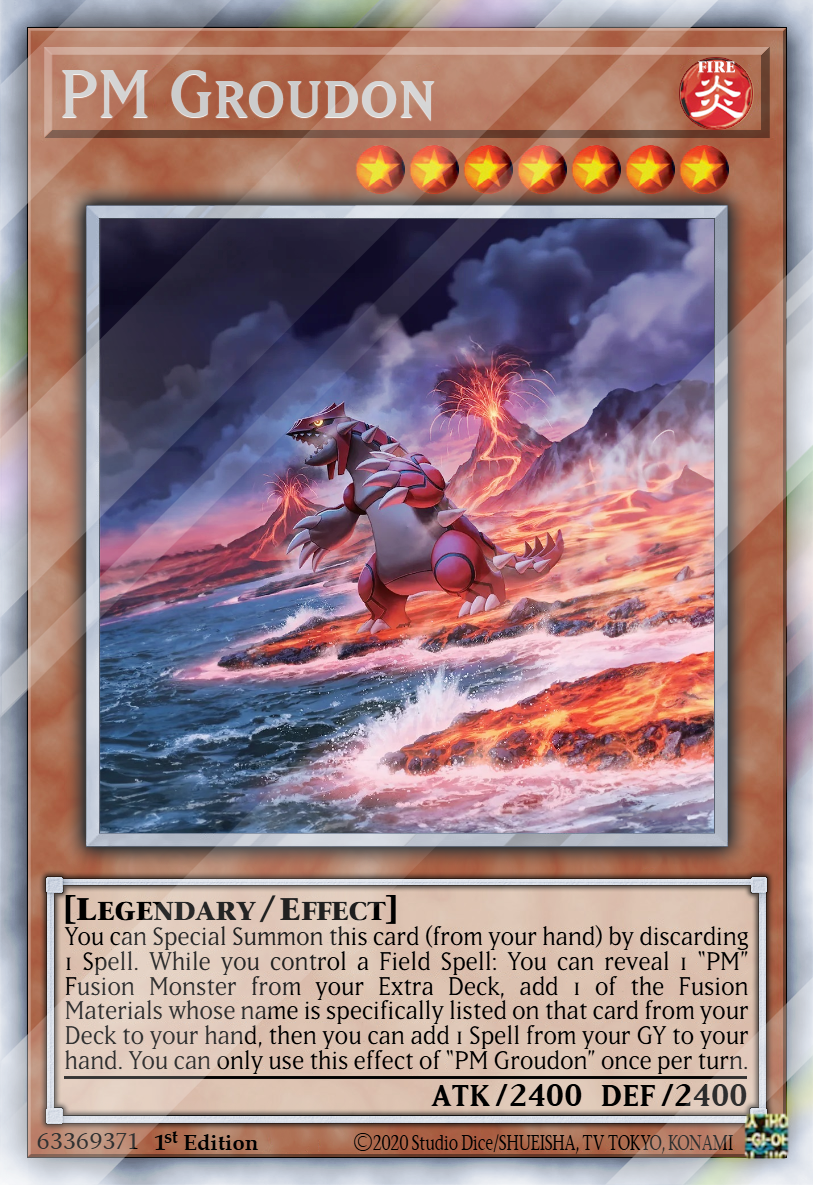 PM Groudon
FIRE
炎
[Legendary/Effect]
You can Special Summon this card (from your hand) by discarding
1 Spell. While you control a Field Spell: You can reveal 1 “PM”
Fusion Monster from your Extra Deck, add 1 of the Fusion
Materials whose name is specifically listed on that card from your
Deck to your hand, then you can add 1 Spell from your GY to your
hand. You can only use this effect of “PM Groudon” once per turn.
ATK/2400 DEF/2400
63369371 1st Edition ©2020 Studio Dice/SHUEISHA, TV TOKYO, KONAMI